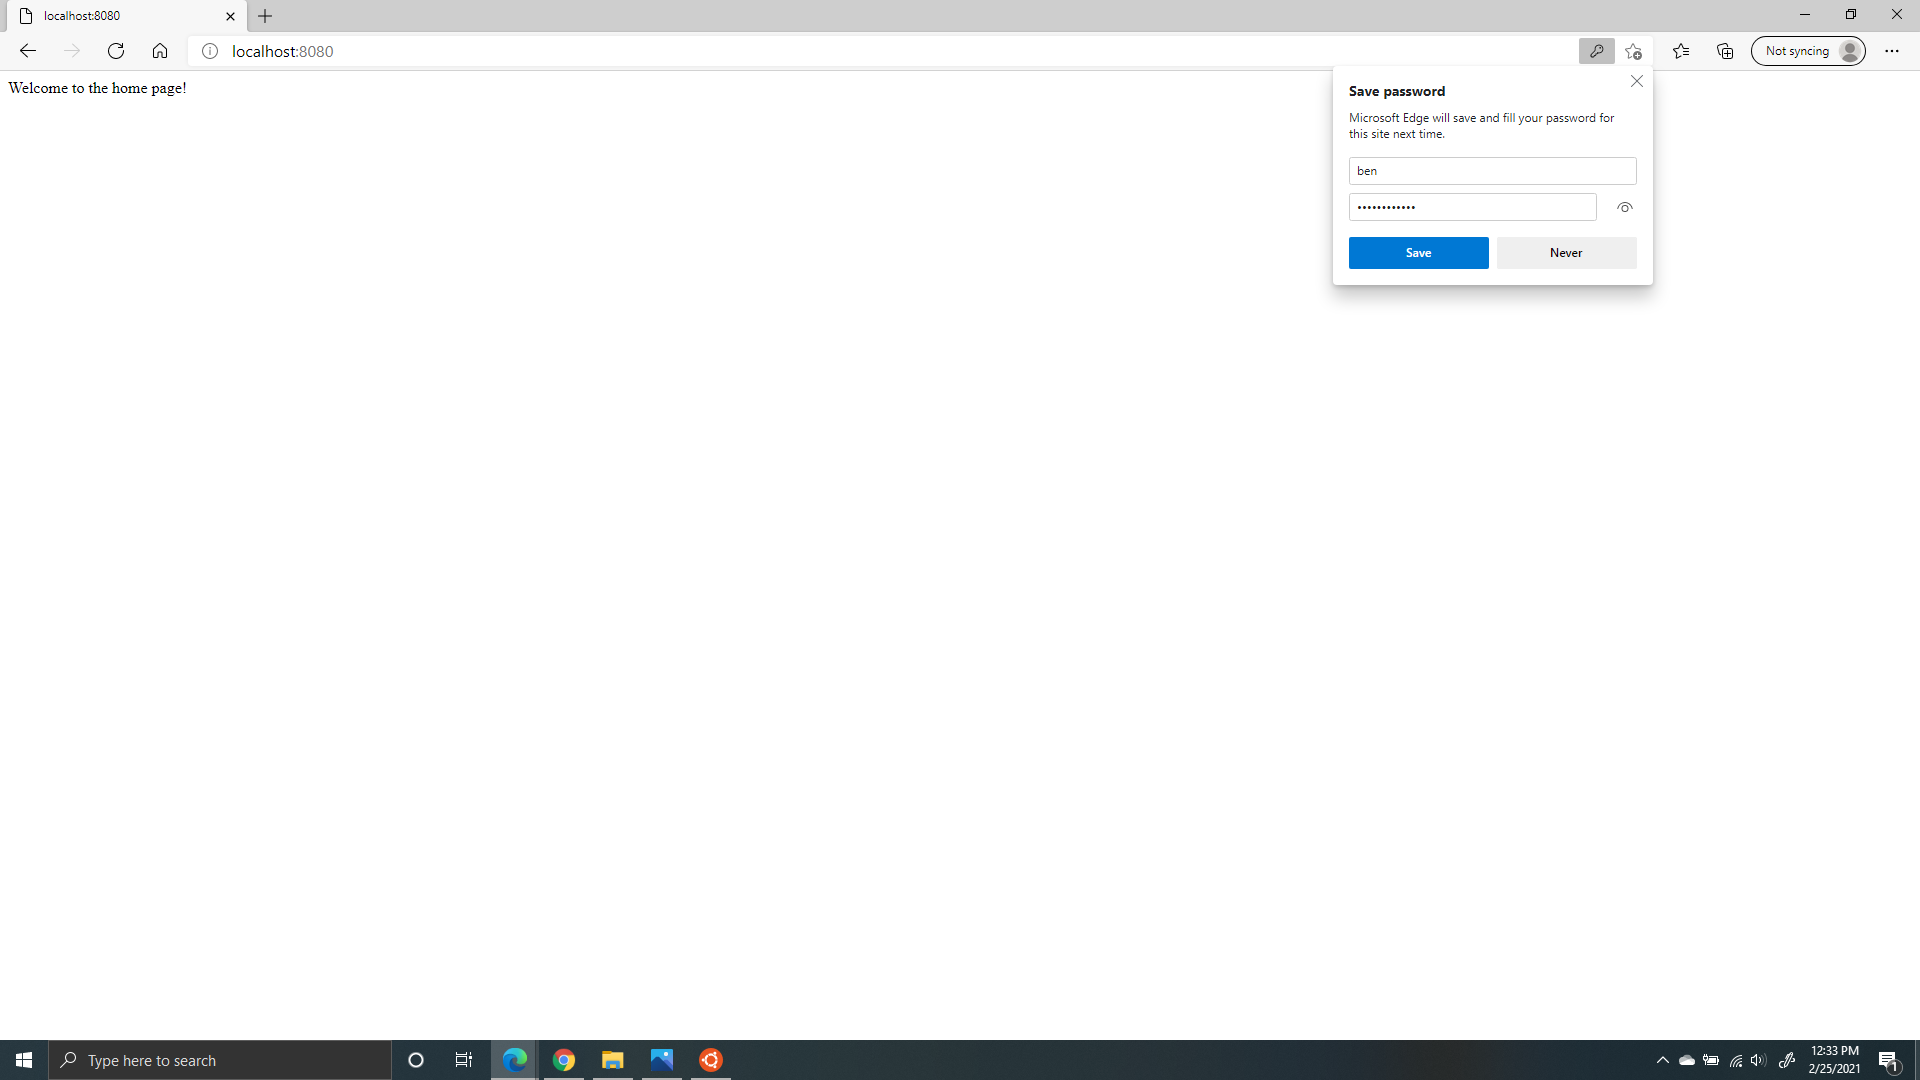 localhost:8080
localhost:8080
Not syncing
Welcome to the home page!
Save password
Microsoft Edge will save and fill your password for
this site next time.
ben
••••••••••••
Save
Never
Type here to search
12:33 PM
2/25/2021
1